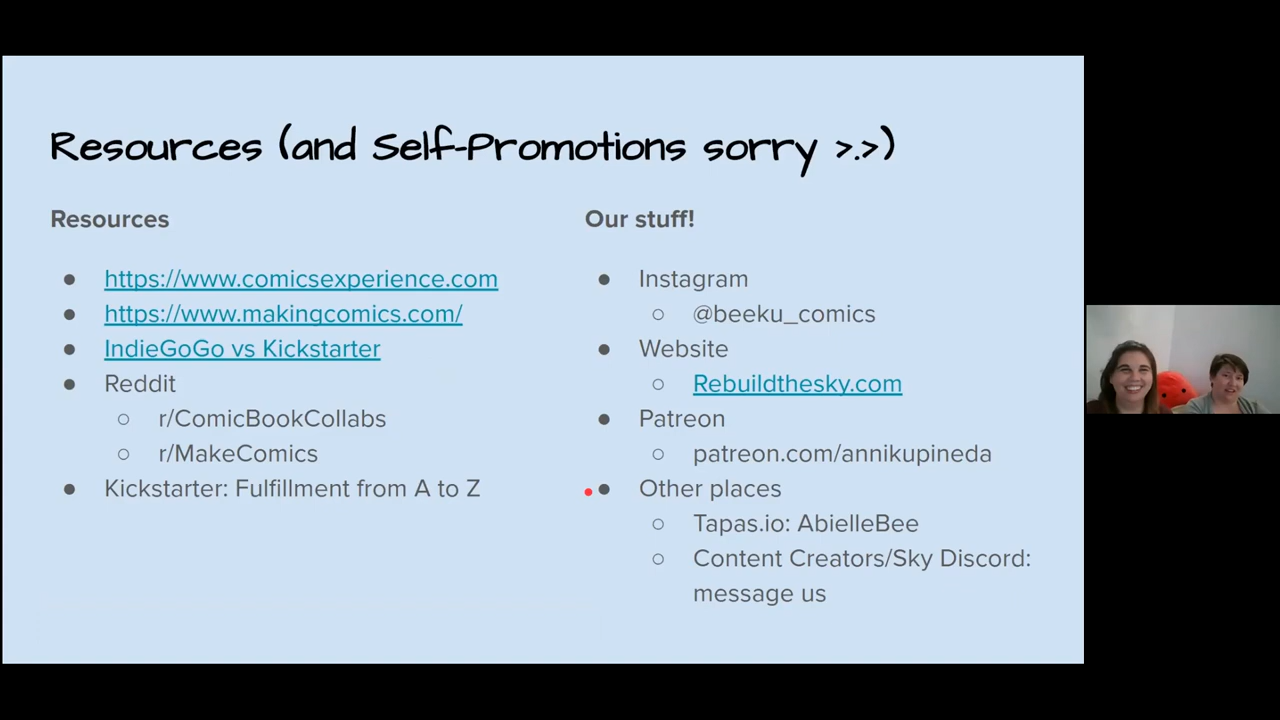 Resources (and Self-Promotions sorry >.>)
Resources
https://www.comicsexperience.com
https://www.makingcomics.com/
IndieGoGo vs Kickstarter
Reddit
r/ComicBookCollabs
r/MakeComics
Kickstarter: Fulfillment from A to Z
Our stuff!
Instagram
@beeku_comics
Website
Rebuildthesky.com
Patreon
patreon.com/annikupineda
Other places
Tapas.io: AbielleBee
Content Creators/Sky Discord:
message us